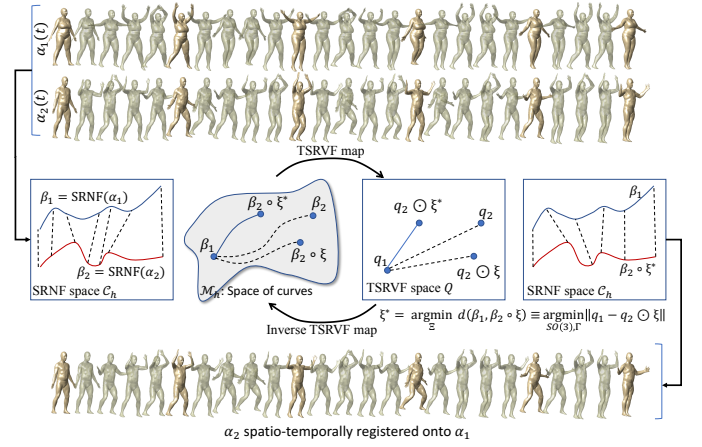 α₁(t)
α₂(t)
TSRVF map
β₁ = SRNF(α₁)
β₂ = SRNF(α₂)
SRNF space 𝒞ₕ
β₁
β₂ ∘ ξ*
β₂
β₂ ∘ ξ
ℳₕ: Space of curves
q₂ ⊙ ξ*
q₂
q₁
q₂ ⊙ ξ
TSRVF space Q
β₁
β₂ ∘ ξ*
SRNF space 𝒞ₕ
Inverse TSRVF map
ξ* = argmin d(β₁, β₂ ∘ ξ) ≡ argmin‖q₁ − q₂ ⊙ ξ‖
Ξ SO(3),Γ
α₂ spatio-temporally registered onto α₁